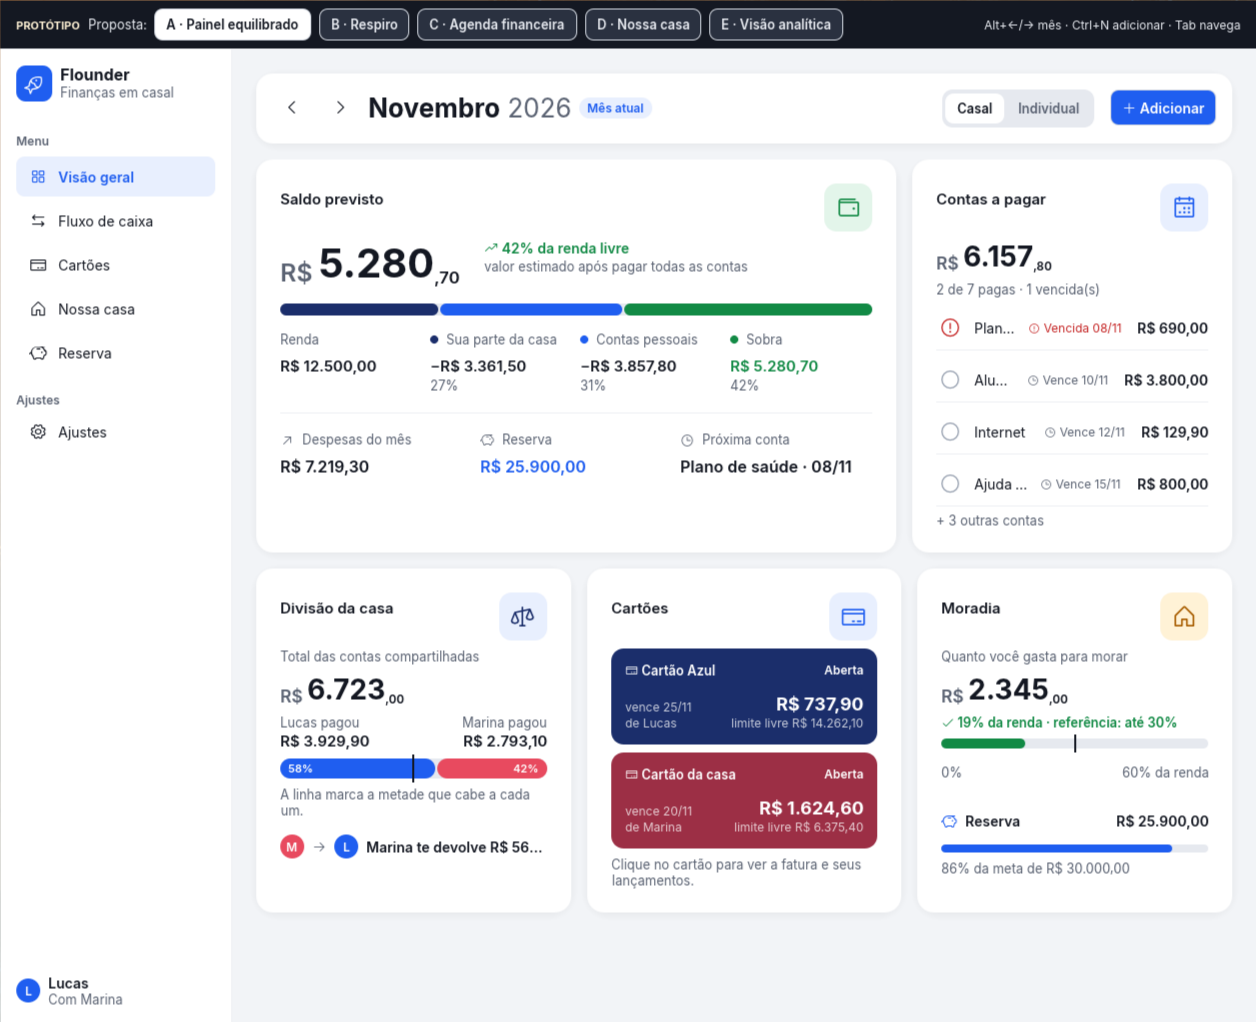 PROTÓTIPO Proposta: A · Painel equilibrado B · Respiro C · Agenda financeira D · Nossa casa E · Visão analítica Alt+←/→ mês · Ctrl+N adicionar · Tab navega
Flounder
Finanças em casal
Menu
Visão geral
Fluxo de caixa
Cartões
Nossa casa
Reserva
Ajustes
Ajustes
Lucas
Com Marina
L
Novembro 2026 Mês atual
Casal Individual
+ Adicionar
Saldo previsto
R$ 5.280,70
42% da renda livre
valor estimado após pagar todas as contas
Renda Sua parte da casa Contas pessoais Sobra
R$ 12.500,00 −R$ 3.361,50 −R$ 3.857,80 R$ 5.280,70
27% 31% 42%
Despesas do mês Reserva Próxima conta
R$ 7.219,30 R$ 25.900,00 Plano de saúde · 08/11
Contas a pagar
R$ 6.157,80
2 de 7 pagas · 1 vencida(s)
Plan... Vencida 08/11 R$ 690,00
Alu... Vence 10/11 R$ 3.800,00
Internet Vence 12/11 R$ 129,90
Ajuda ... Vence 15/11 R$ 800,00
+ 3 outras contas
Divisão da casa
Total das contas compartilhadas
R$ 6.723,00
Lucas pagou Marina pagou
R$ 3.929,90 R$ 2.793,10
58% 42%
A linha marca a metade que cabe a cada
um.
M → L Marina te devolve R$ 56...
Cartões
Cartão Azul Aberta
vence 25/11 R$ 737,90
de Lucas limite livre R$ 14.262,10
Cartão da casa Aberta
vence 20/11 R$ 1.624,60
de Marina limite livre R$ 6.375,40
Clique no cartão para ver a fatura e seus
lançamentos.
Moradia
Quanto você gasta para morar
R$ 2.345,00
19% da renda · referência: até 30%
0% 60% da renda
Reserva R$ 25.900,00
86% da meta de R$ 30.000,00